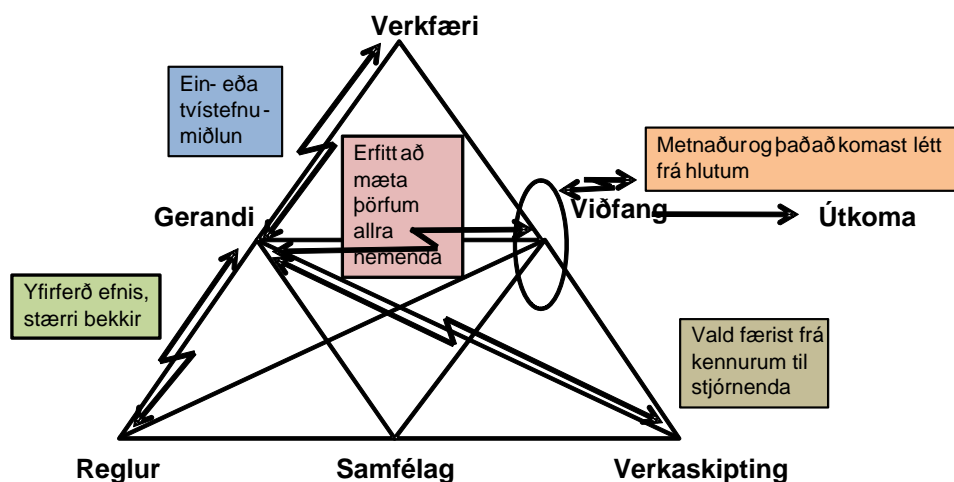 Verkfæri
Ein- eða
tvístefnu-
miðlun
Erfitt að
mæta
þörfum
allra
nemenda
Metnaður og það að komast létt
frá hlutum
Gerandi
Viðfang
Útkoma
Yfirferð efnis,
stærri bekkir
Vald færist frá
kennurum til
stjórnenda
Reglur
Samfélag
Verkaskipting